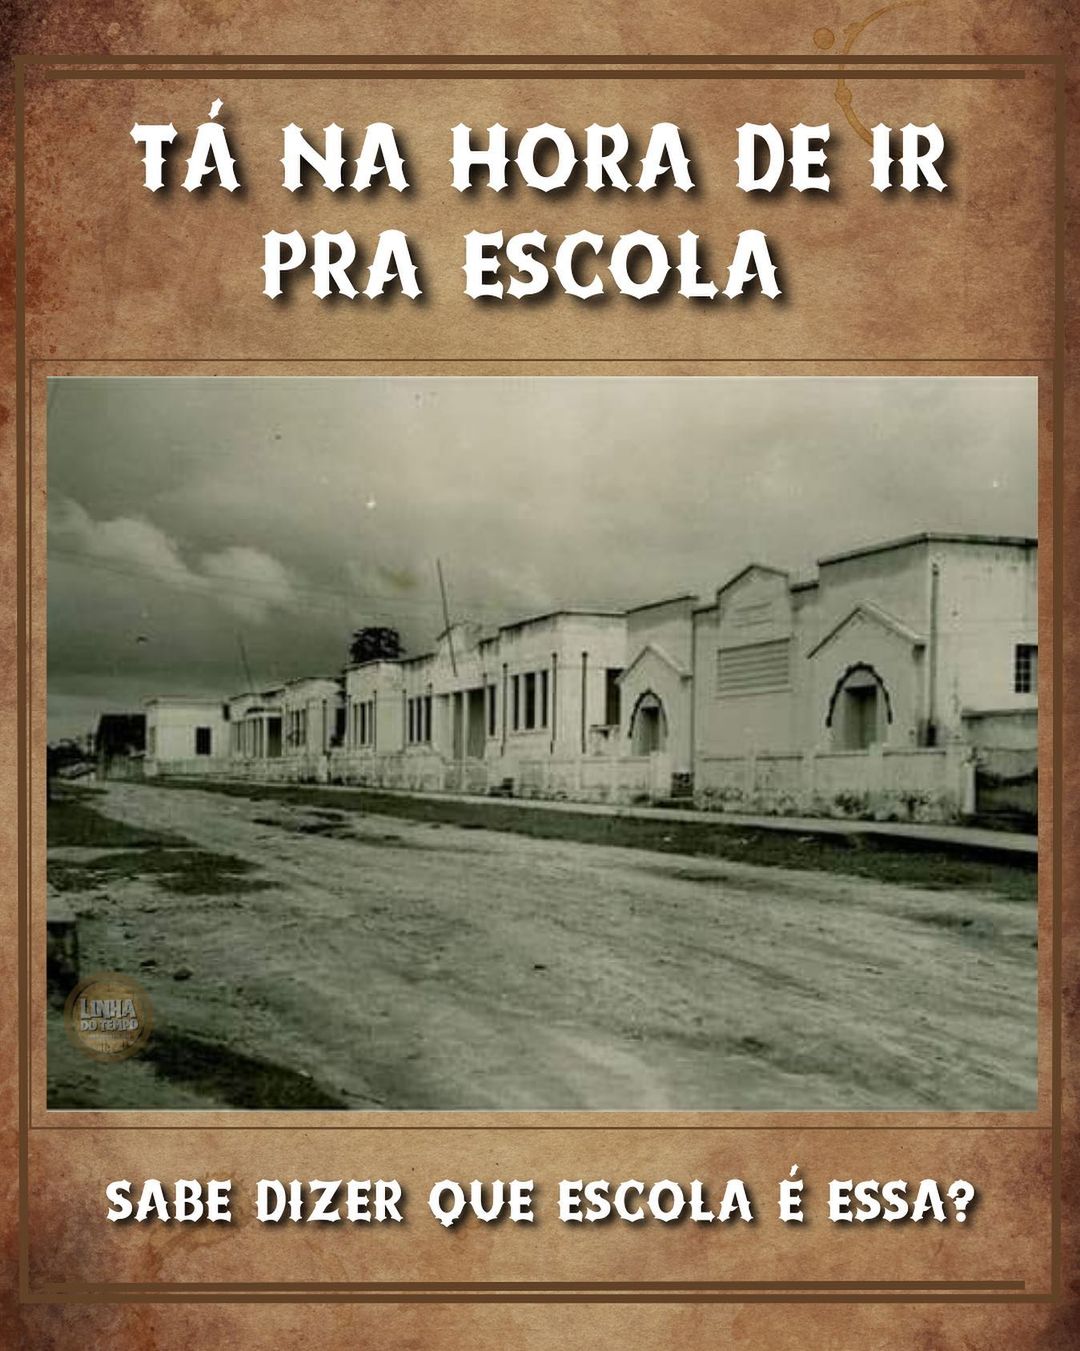 TÁ NA HORA DE IR
PRA ESCOLA
LINHA
DO TEMPO
SABE DIZER QUE ESCOLA É ESSA?